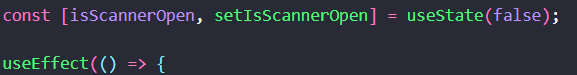 const [isScannerOpen, setIsScannerOpen] = useState(false);
useEffect(() => {